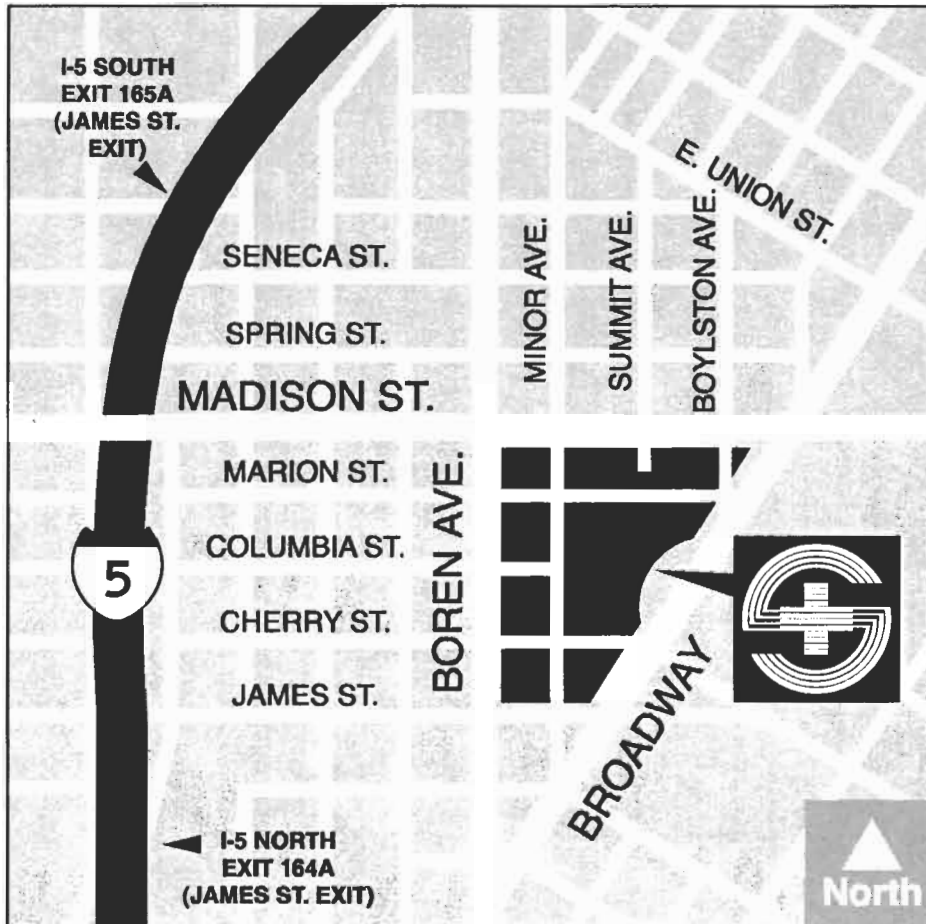 I-5 SOUTH
EXIT 165A
(JAMES ST.
EXIT)
E. UNION ST.
SENECA ST.
SPRING ST.
MADISON ST.
MINOR AVE.
SUMMIT AVE.
BOYLSTON AVE.
MARION ST.
COLUMBIA ST.
CHERRY ST.
JAMES ST.
BOREN AVE.
5
BROADWAY
I-5 NORTH
EXIT 164A
(JAMES ST. EXIT)
North